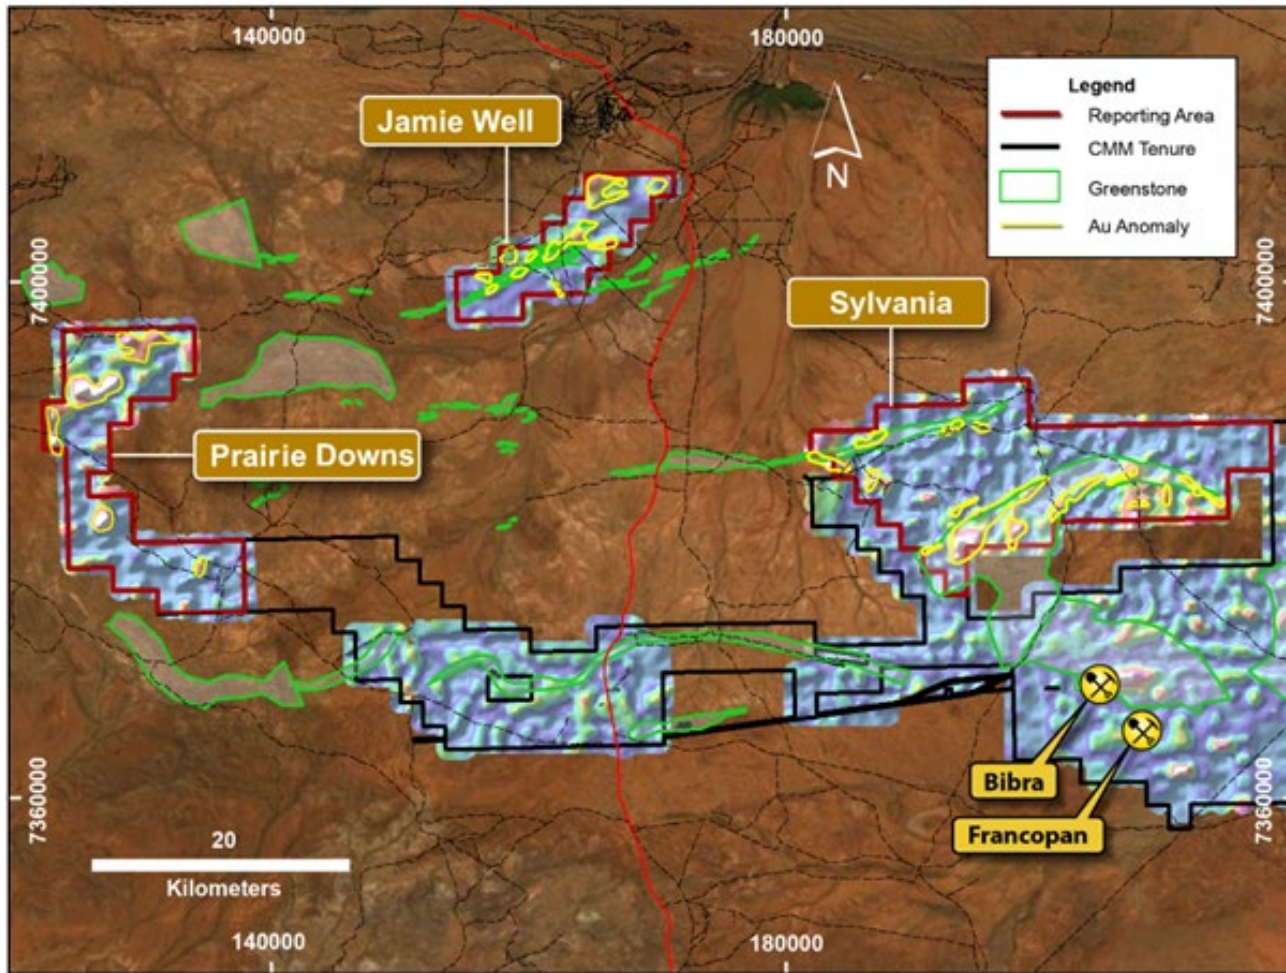 140000
180000
Legend
Reporting Area
CMM Tenure
Greenstone
Au Anomaly
Jamie Well
N
7400000
7400000
Sylvania
Prairie Downs
Bibra
Francopan
7360000
7360000
20
Kilometers
140000
180000